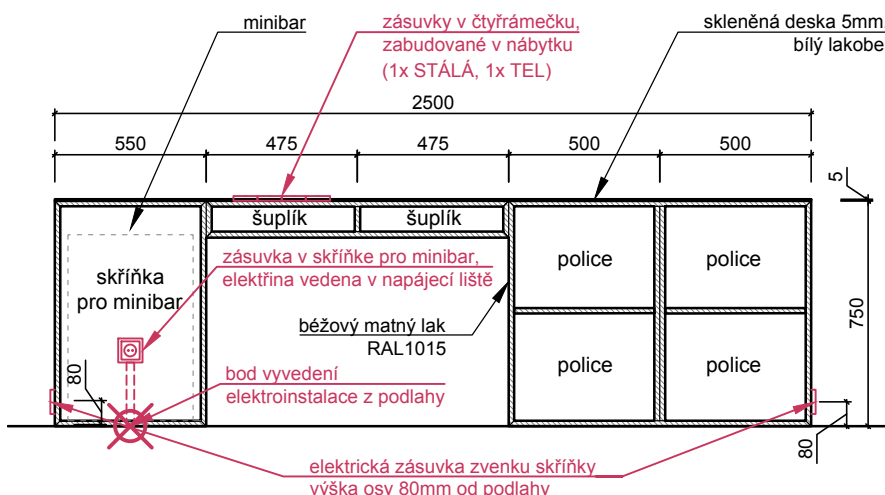 minibar
zásuvky v čtyřrámečku,
zabudované v nábytku
(1x STÁLÁ, 1x TEL)
skleněná deska 5mm,
bílý lakobel
2500
550
475
475
500
500
5
šuplík
šuplík
zásuvka v skříňke pro minibar,
elektřina vedena v napájecí liště
skříňka
pro minibar
police
police
750
béžový matný lak
RAL1015
police
police
80
bod vyvedení
elektroinstalace z podlahy
80
elektrická zásuvka zvenku skříňky
výška osy 80mm od podlahy